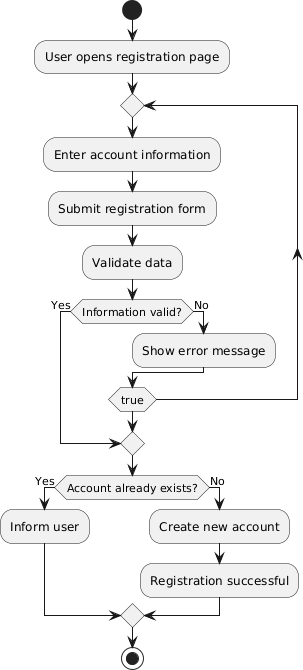 User opens registration page
Enter account information
Submit registration form
Validate data
Yes
Information valid?
No
Show error message
true
Yes
Account already exists?
No
Inform user
Create new account
Registration successful